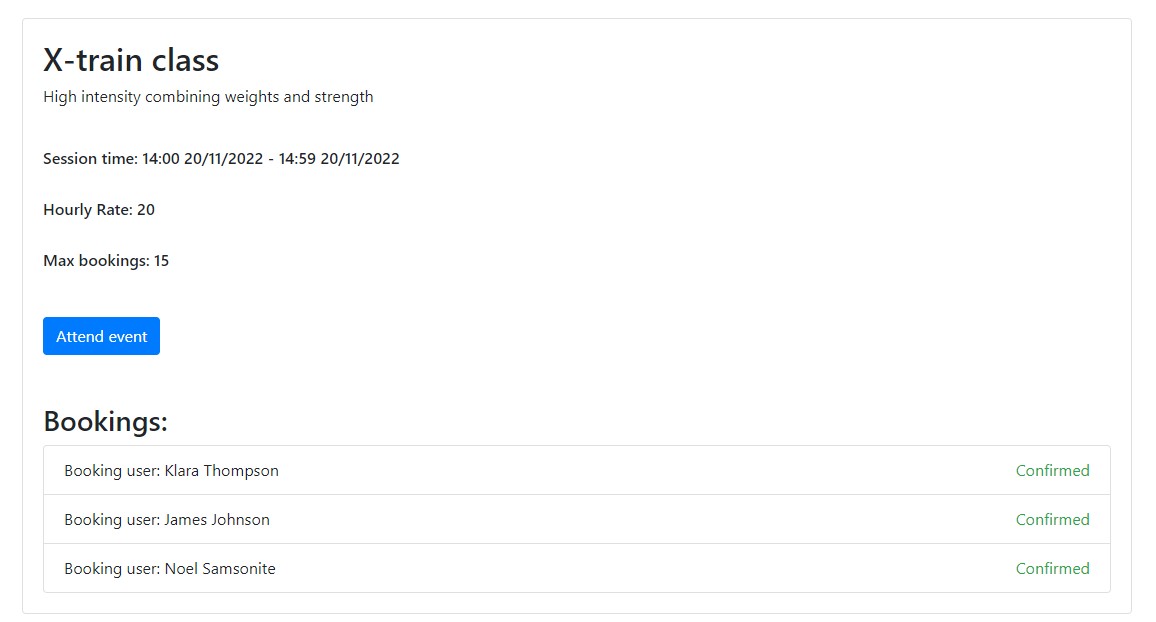 X-train class
High intensity combining weights and strength
Session time: 14:00 20/11/2022 - 14:59 20/11/2022
Hourly Rate: 20
Max bookings: 15
Attend event
Bookings:
Booking user: Klara Thompson Confirmed
Booking user: James Johnson Confirmed
Booking user: Noel Samsonite Confirmed